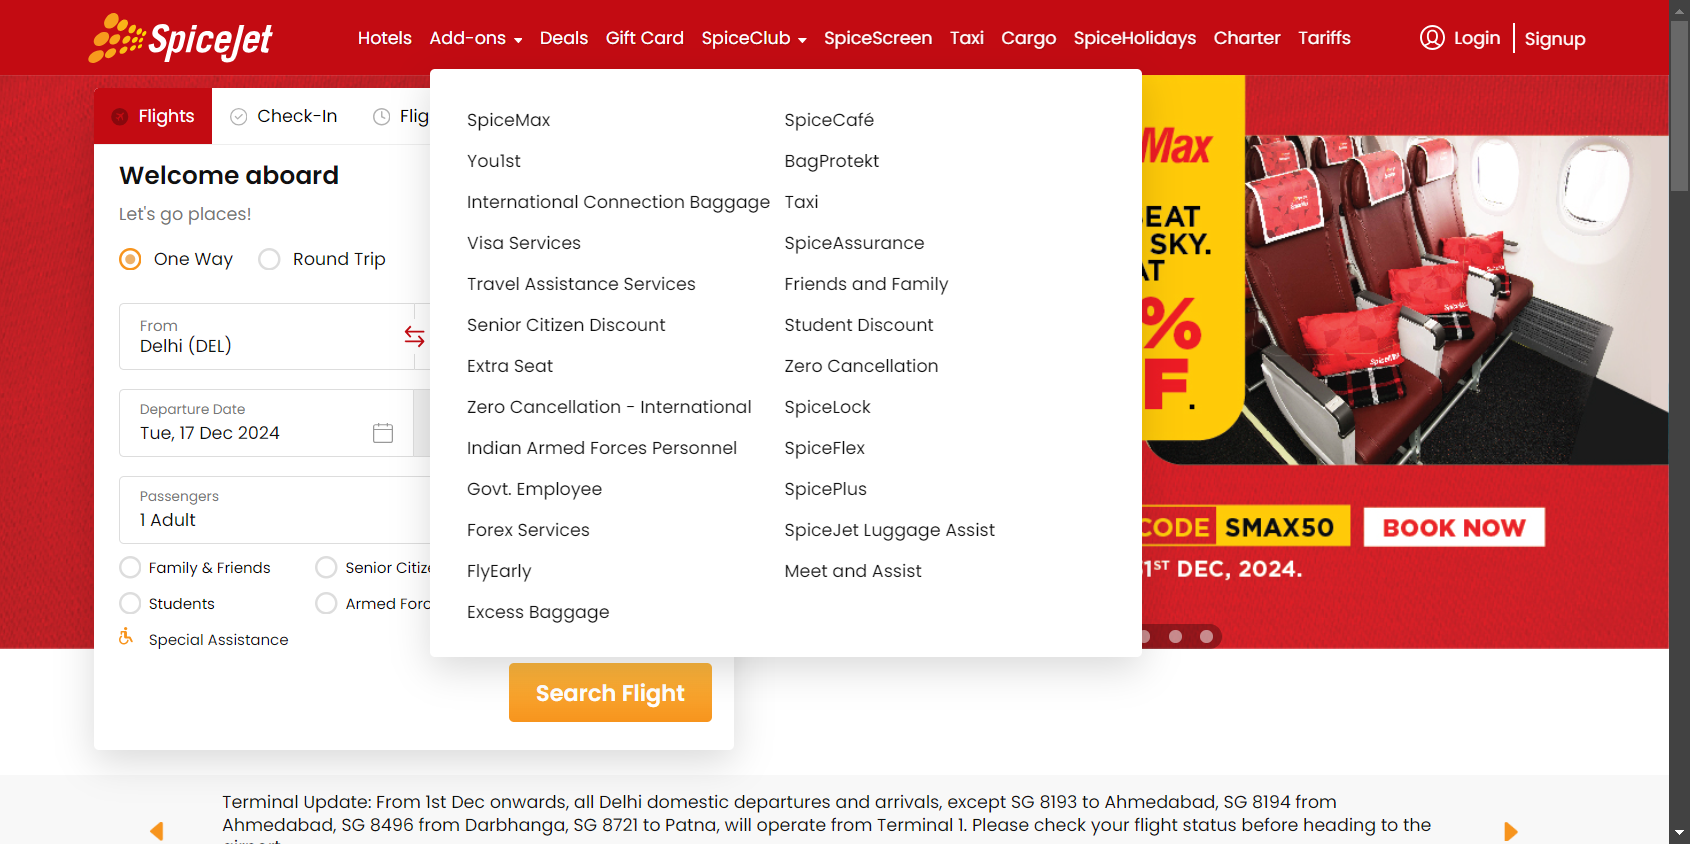 SpiceJet
Hotels
Add-ons
Deals
Gift Card
SpiceClub
SpiceScreen
Taxi
Cargo
SpiceHolidays
Charter
Tariffs
Login
Signup
Flights
Check-In
Flig
Welcome aboard
Let's go places!
One Way
Round Trip
From
Delhi (DEL)
Departure Date
Tue, 17 Dec 2024
Passengers
1 Adult
Family & Friends
Senior Citize
Students
Armed Forc
Special Assistance
Search Flight
SpiceMax
You1st
International Connection Baggage
Visa Services
Travel Assistance Services
Senior Citizen Discount
Extra Seat
Zero Cancellation - International
Indian Armed Forces Personnel
Govt. Employee
Forex Services
FlyEarly
Excess Baggage
SpiceCafé
BagProtekt
Taxi
SpiceAssurance
Friends and Family
Student Discount
Zero Cancellation
SpiceLock
SpiceFlex
SpicePlus
SpiceJet Luggage Assist
Meet and Assist
Max
EAT
SKY.
AT
%
F.
CODE SMAX50
BOOK NOW
1ST DEC, 2024.
Terminal Update: From 1st Dec onwards, all Delhi domestic departures and arrivals, except SG 8193 to Ahmedabad, SG 8194 from
Ahmedabad, SG 8496 from Darbhanga, SG 8721 to Patna, will operate from Terminal 1. Please check your flight status before heading to the